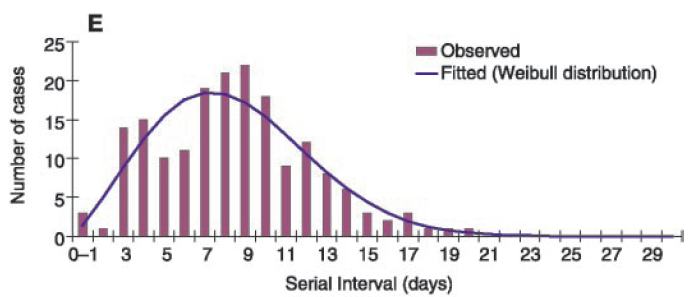 E
25
20
15
10
5
0
Number of cases
Observed
Fitted (Weibull distribution)
0–1 3 5 7 9 11 13 15 17 19 21 23 25 27 29
Serial Interval (days)